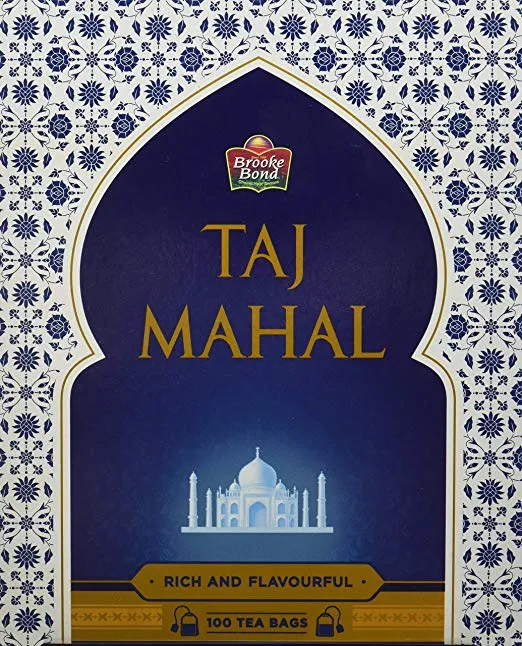 Brooke
Bond
TAJ
MAHAL
RICH AND FLAVOURFUL
100 TEA BAGS